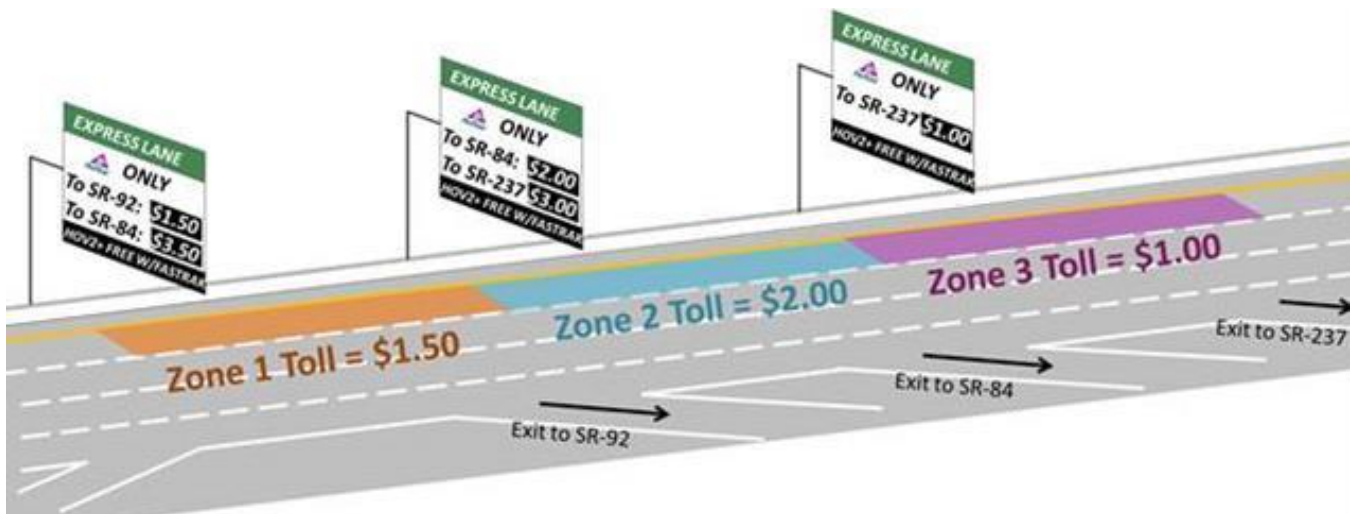 EXPRESS LANE
ONLY
To SR-92: $1.50
To SR-84: $3.50
HOV2+ FREE W/FASTRAK
EXPRESS LANE
ONLY
To SR-84: $2.00
To SR-237 $3.00
HOV2+ FREE W/FASTRAK
EXPRESS LANE
ONLY
To SR-237 $1.00
HOV2+ FREE W/FASTRAK
Zone 1 Toll = $1.50
Zone 2 Toll = $2.00
Zone 3 Toll = $1.00
Exit to SR-92
Exit to SR-84
Exit to SR-237